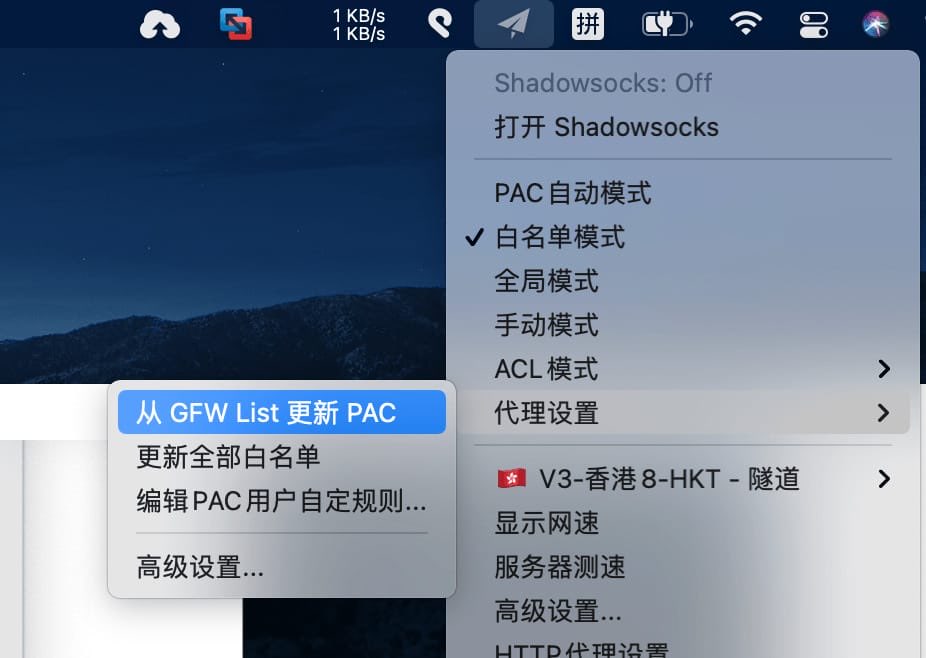 1 KB/s
1 KB/s
拼
Shadowsocks: Off
打开 Shadowsocks
PAC自动模式
白名单模式
全局模式
手动模式
ACL模式
代理设置
从 GFW List 更新 PAC
更新全部白名单
编辑PAC用户自定规则...
高级设置...
V3-香港8-HKT - 隧道
显示网速
服务器测速
高级设置...
HTTP代理设置